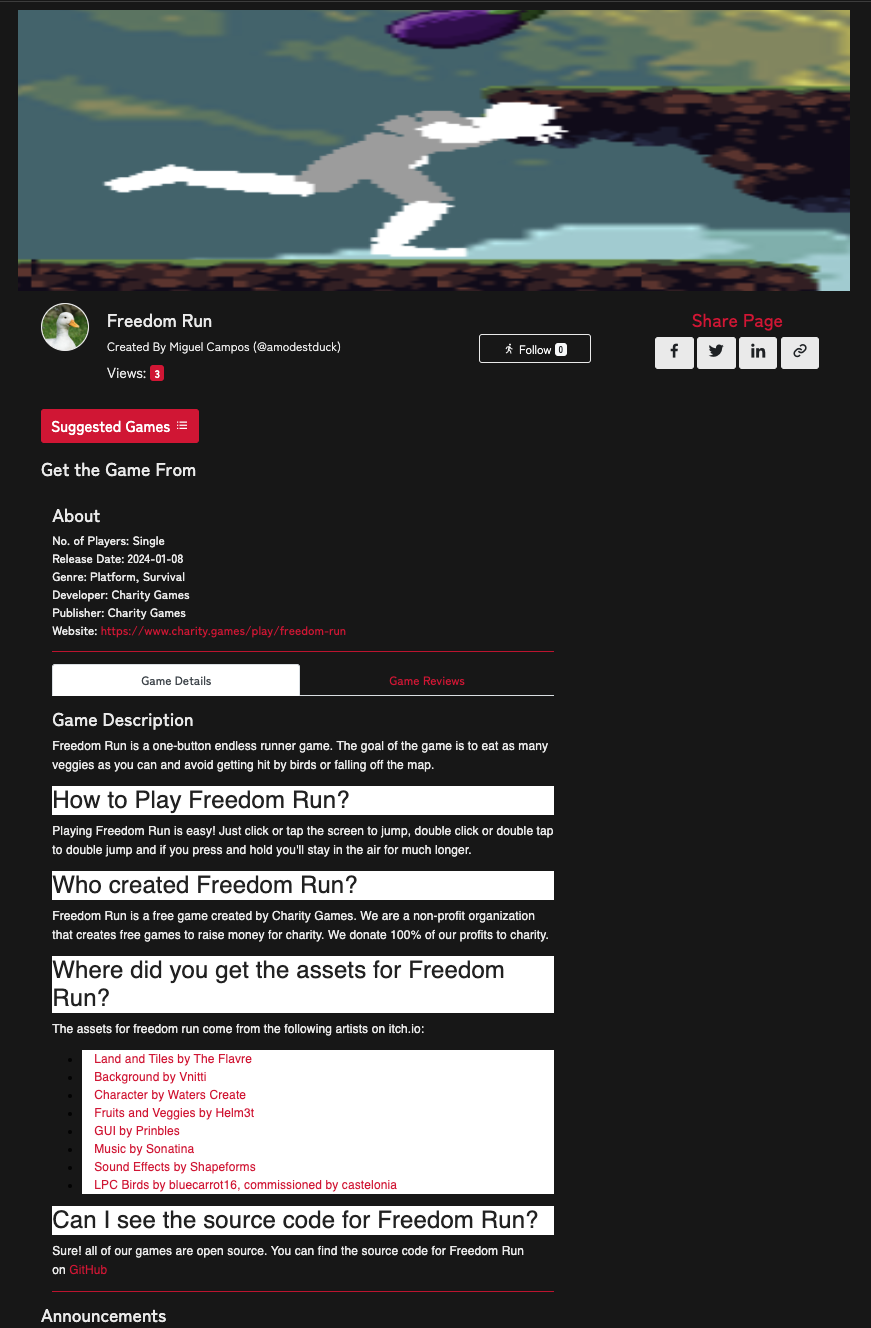 Freedom Run
Created By Miguel Campos (@amodestduck)
Views: 3
Follow 0
Share Page
Suggested Games
Get the Game From
About
No. of Players: Single
Release Date: 2024-01-08
Genre: Platform, Survival
Developer: Charity Games
Publisher: Charity Games
Website: https://www.charity.games/play/freedom-run
Game Details
Game Reviews
Game Description
Freedom Run is a one-button endless runner game. The goal of the game is to eat as many
veggies as you can and avoid getting hit by birds or falling off the map.
How to Play Freedom Run?
Playing Freedom Run is easy! Just click or tap the screen to jump, double click or double tap
to double jump and if you press and hold you'll stay in the air for much longer.
Who created Freedom Run?
Freedom Run is a free game created by Charity Games. We are a non-profit organization
that creates free games to raise money for charity. We donate 100% of our profits to charity.
Where did you get the assets for Freedom
Run?
The assets for freedom run come from the following artists on itch.io:
Land and Tiles by The Flavre
Background by Vnitti
Character by Waters Create
Fruits and Veggies by Helm3t
GUI by Prinbles
Music by Sonatina
Sound Effects by Shapeforms
LPC Birds by bluecarrot16, commissioned by castelonia
Can I see the source code for Freedom Run?
Sure! all of our games are open source. You can find the source code for Freedom Run
on GitHub
Announcements